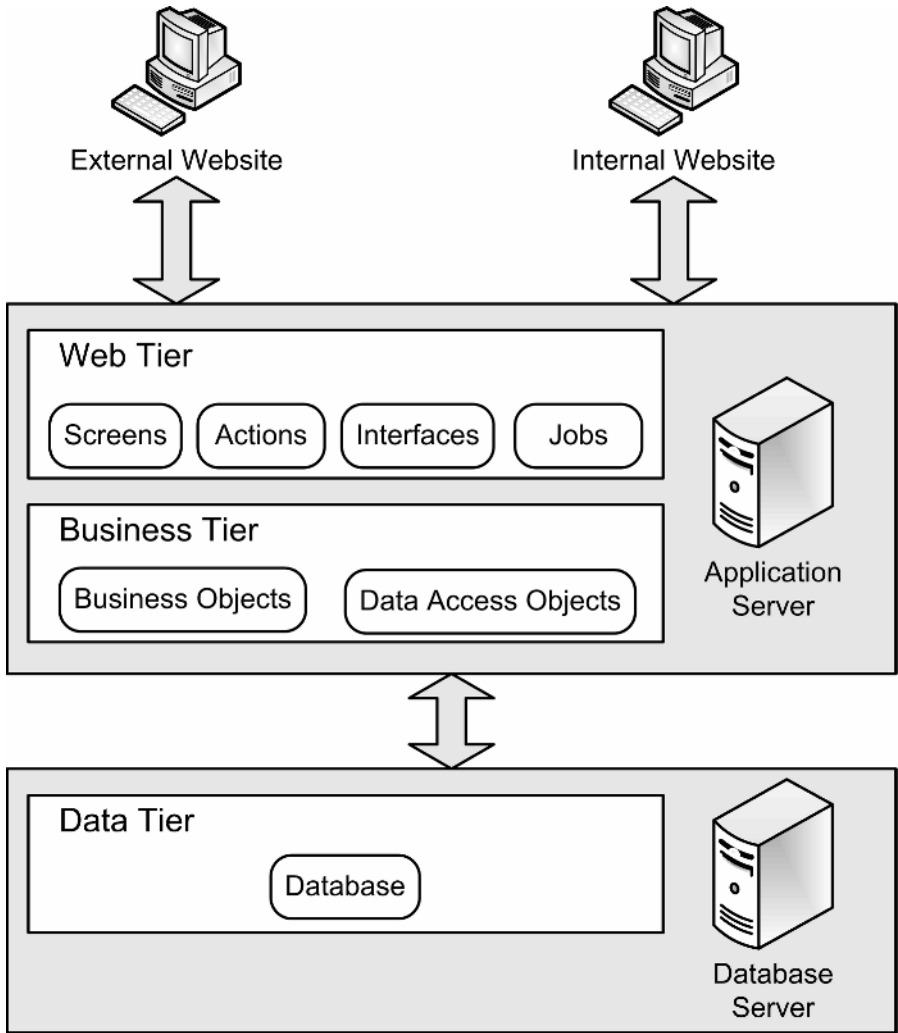 External Website
Internal Website
Web Tier
Screens
Actions
Interfaces
Jobs
Business Tier
Business Objects
Data Access Objects
Application
Server
Data Tier
Database
Database
Server